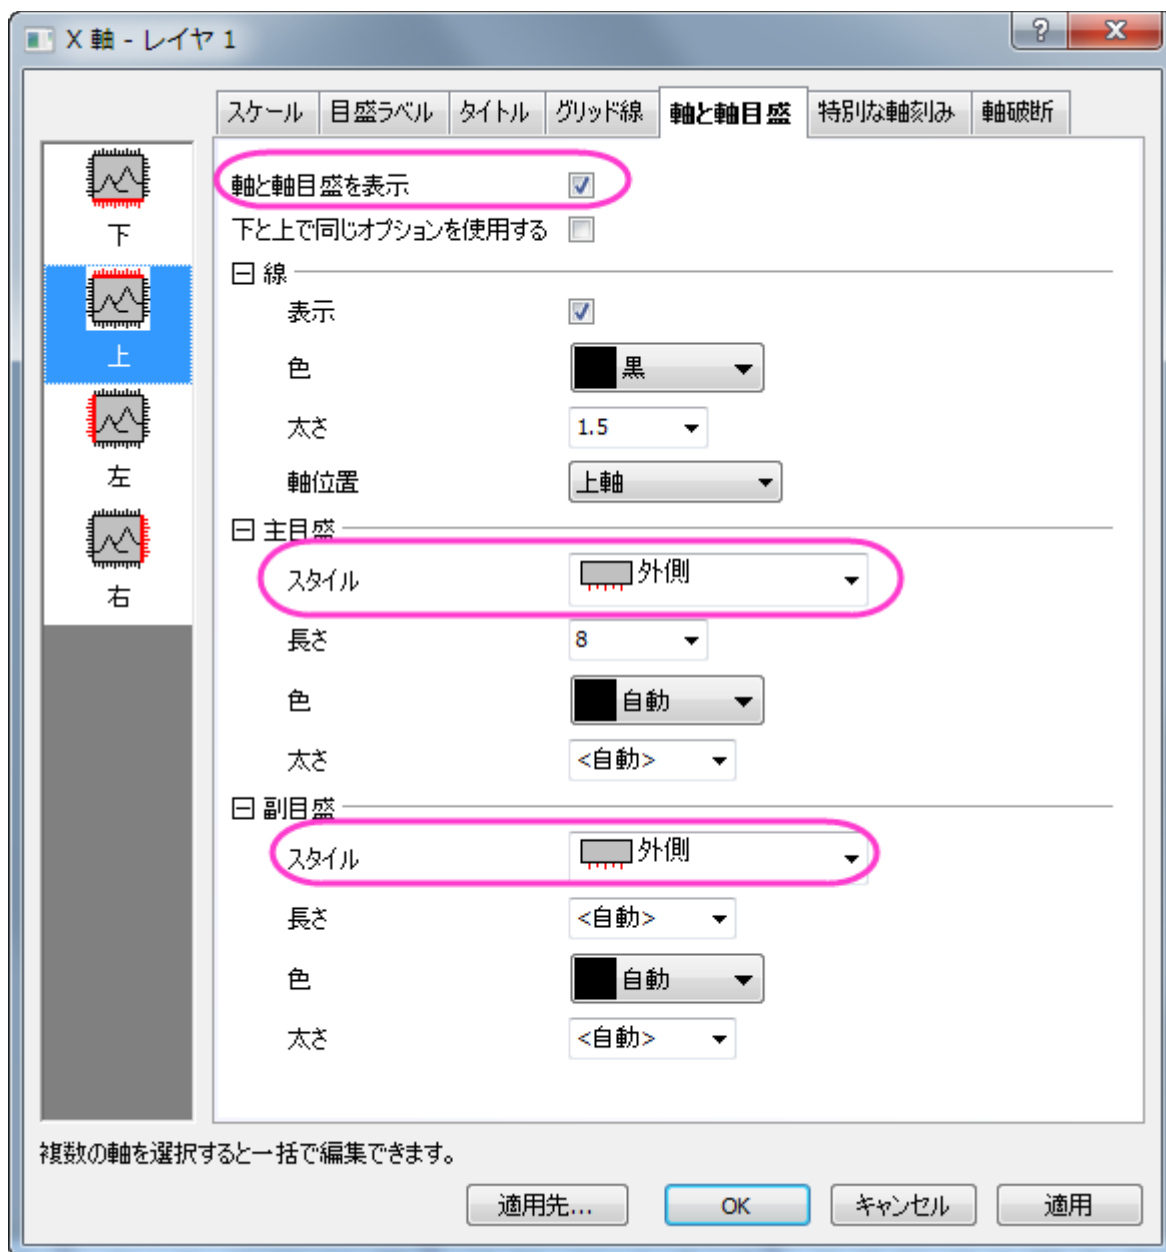 X 軸 - レイヤ 1
スケール 目盛ラベル タイトル グリッド線 軸と軸目盛 特別な軸刻み 軸破断
下
上
左
右
軸と軸目盛を表示
下と上で同じオプションを使用する
線
表示
色 黒
太さ 1.5
軸位置 上軸
主目盛
スタイル 外側
長さ 8
色 自動
太さ <自動>
副目盛
スタイル 外側
長さ <自動>
色 自動
太さ <自動>
複数の軸を選択すると一括で編集できます。
適用先... OK キャンセル 適用